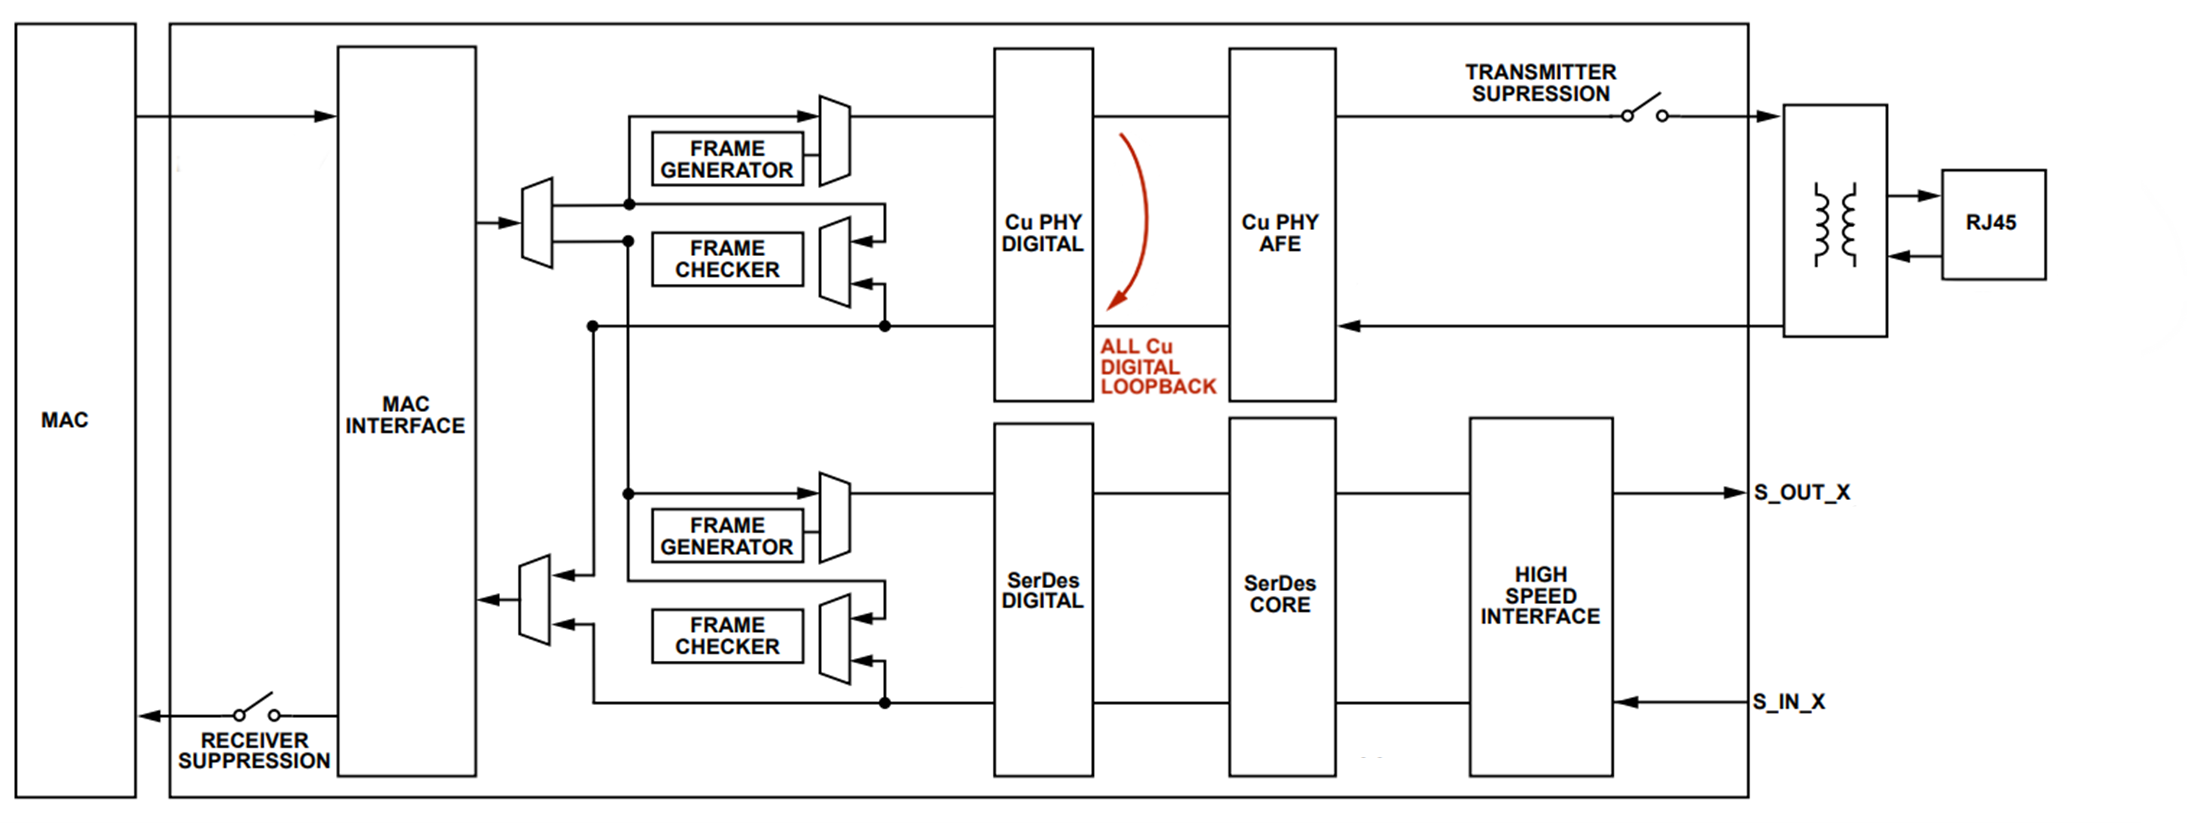 TRANSMITTER
SUPRESSION
FRAME
GENERATOR
FRAME
CHECKER
Cu PHY
DIGITAL
Cu PHY
AFE
RJ45
ALL Cu
DIGITAL
LOOPBACK
MAC
MAC
INTERFACE
FRAME
GENERATOR
FRAME
CHECKER
SerDes
DIGITAL
SerDes
CORE
HIGH
SPEED
INTERFACE
S_OUT_X
S_IN_X
RECEIVER
SUPPRESSION